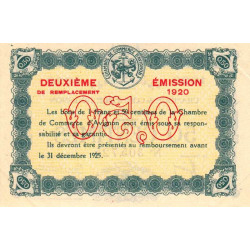 DEUXIÈME ÉMISSION
DE REMPLACEMENT 1920
0,50
Les bons de 1 Franc et 50 centimes de la Chambre
de Commerce d'Avignon sont émis sous sa respon-
sabilité et sa garantie.
Ils devront être présentés au remboursement avant
le 31 décembre 1925.